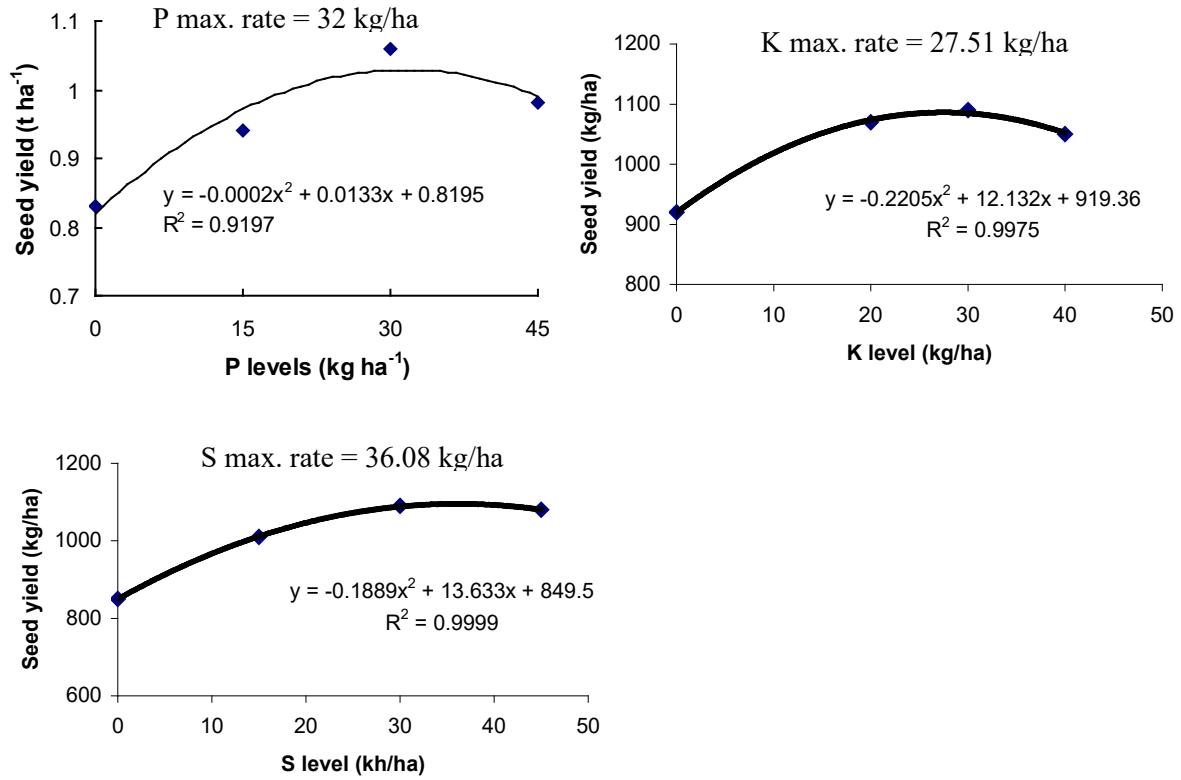 P max. rate = 32 kg/ha
1.1
1
0.9
0.8
0.7
Seed yield (t ha⁻¹)
y = -0.0002x² + 0.0133x + 0.8195
R² = 0.9197
0 15 30 45
P levels (kg ha⁻¹)
K max. rate = 27.51 kg/ha
1200
1100
1000
900
800
Seed yield (kg/ha)
y = -0.2205x² + 12.132x + 919.36
R² = 0.9975
0 10 20 30 40 50
K level (kg/ha)
S max. rate = 36.08 kg/ha
1200
1000
800
600
Seed yield (kg/ha)
y = -0.1889x² + 13.633x + 849.5
R² = 0.9999
0 10 20 30 40 50
S level (kh/ha)